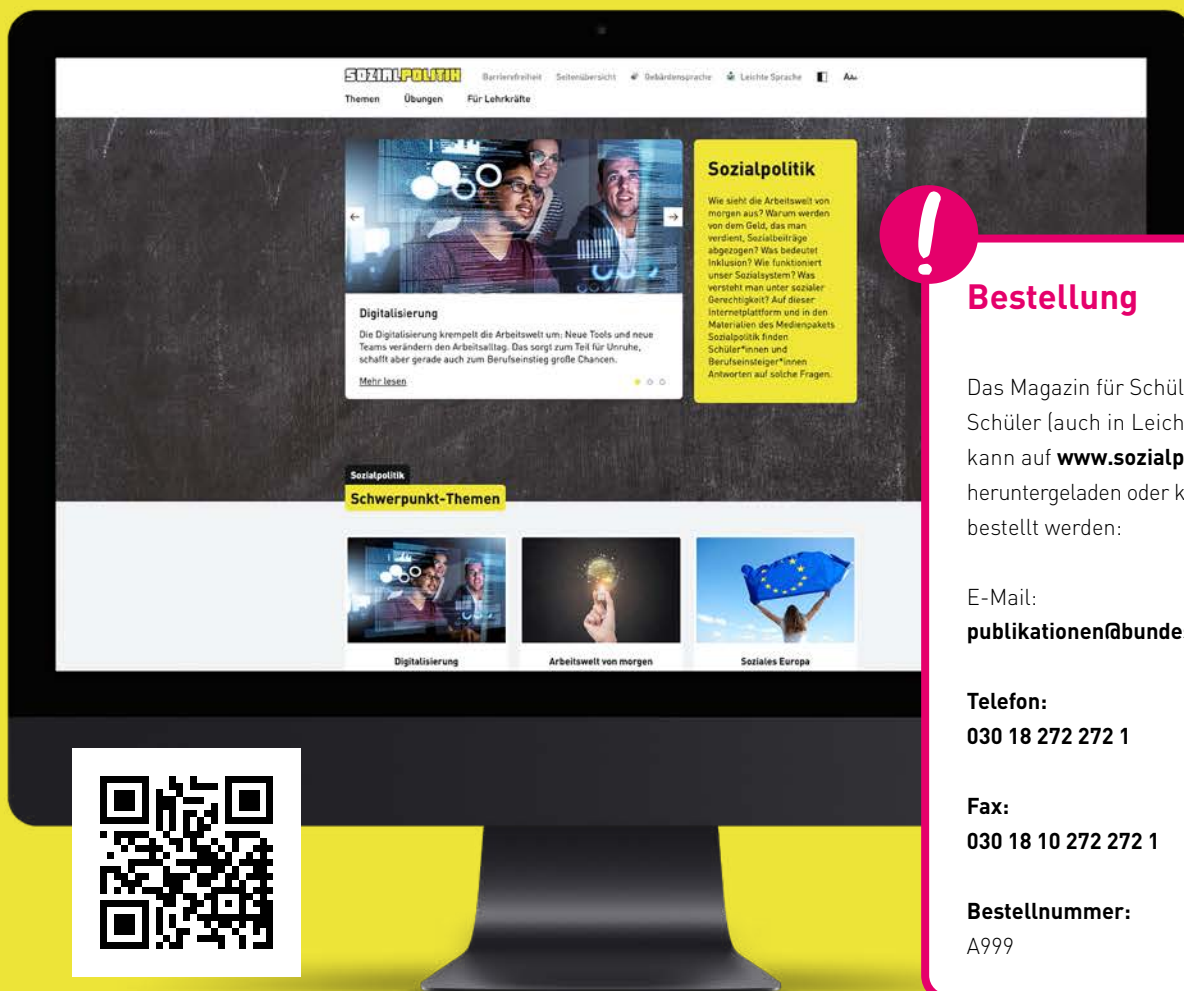 SOZIALPOLITIK
Barrierefreiheit Seitenübersicht Gebärdensprache Leichte Sprache
Themen Übungen Für Lehrkräfte
Digitalisierung
Die Digitalisierung krempelt die Arbeitswelt um: Neue Tools und neue
Teams verändern den Arbeitsalltag. Das sorgt zum Teil für Unruhe,
schafft aber gerade auch zum Berufseinstieg große Chancen.
Mehr lesen
Sozialpolitik
Wie sieht die Arbeitswelt von
morgen aus? Warum werden
von dem Geld, das man
verdient, Sozialbeiträge
abgezogen? Was bedeutet
Inklusion? Wie funktioniert
unser Sozialsystem? Was
versteht man unter sozialer
Gerechtigkeit? Auf dieser
Internetplattform und in den
Materialien des Medienpakets
Sozialpolitik finden
Schüler*innen und
Berufseinsteiger*innen
Antworten auf solche Fragen.
Sozialpolitik
Schwerpunkt-Themen
Digitalisierung
Arbeitswelt von morgen
Soziales Europa
!
Bestellung
Das Magazin für Schül
Schüler (auch in Leich
kann auf www.sozialp
heruntergeladen oder k
bestellt werden:
E-Mail:
publikationen@bunde
Telefon:
030 18 272 272 1
Fax:
030 18 10 272 272 1
Bestellnummer:
A999